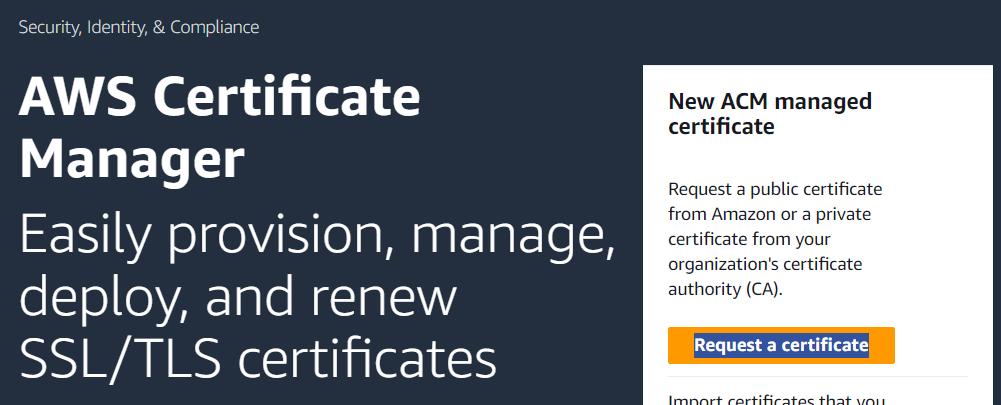 Security, Identity, & Compliance
AWS Certificate
Manager
Easily provision, manage,
deploy, and renew
SSL/TLS certificates
New ACM managed
certificate
Request a public certificate
from Amazon or a private
certificate from your
organization's certificate
authority (CA).
Request a certificate
Import certificates that you